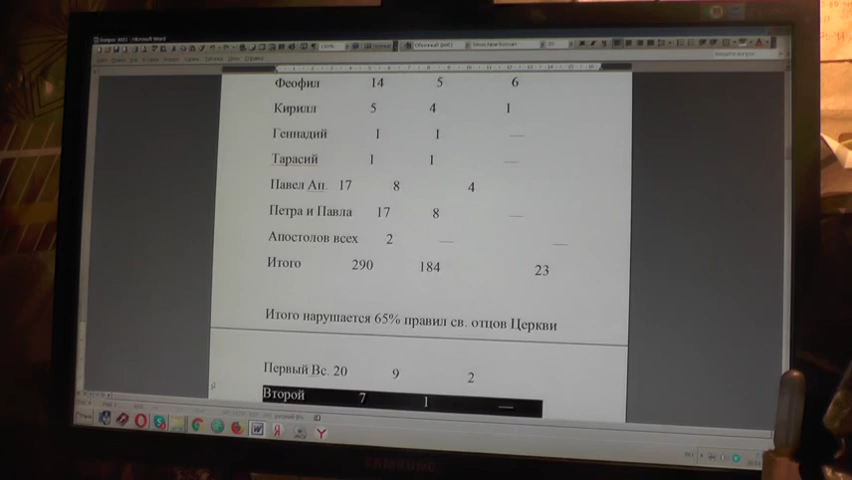 Феофил 14 5 6
Кирилл 5 4 1
Геннадий 1 1 —
Тарасий 1 1 —
Павел Ап. 17 8 4
Петра и Павла 17 8 —
Апостолов всех 2 — —
Итого 290 184 23
Итого нарушается 65% правил св. отцов Церкви
Первый Вс. 20 9 2
Второй 7 1 —
SAMSUNG